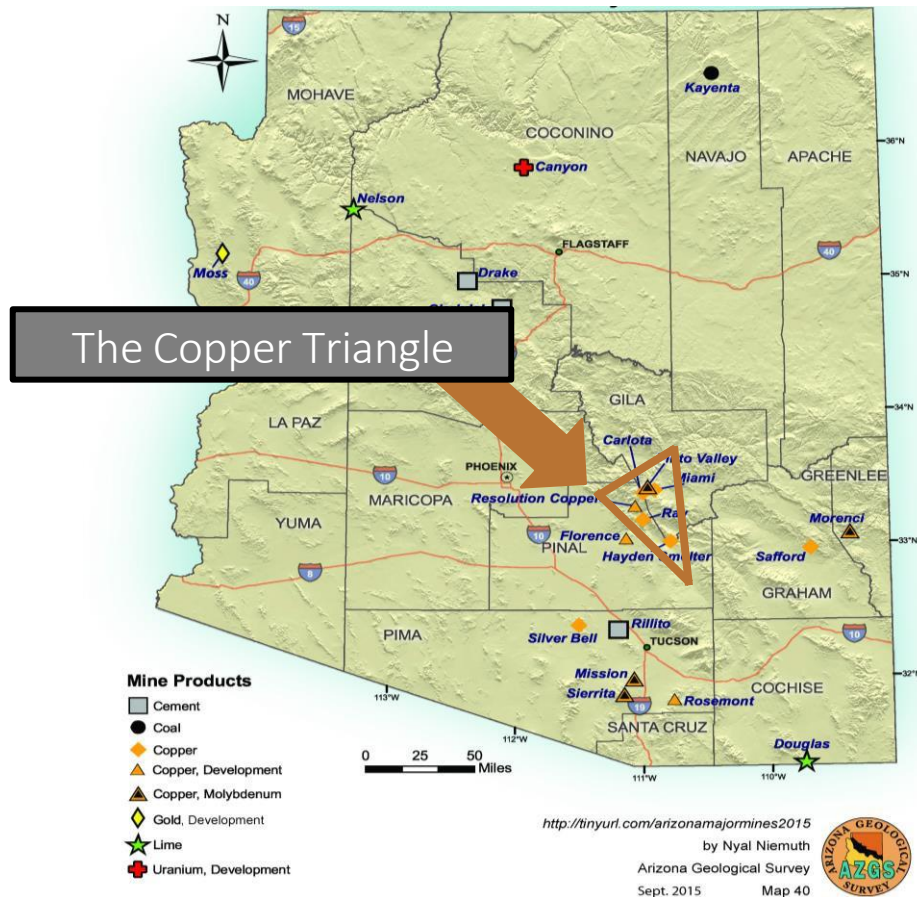 N
15
MOHAVE
Kayenta
COCONINO
NAVAJO
APACHE
36°N
Canyon
Nelson
FLAGSTAFF
Moss
40
40
Drake
35°N
The Copper Triangle
34°N
GILA
LA PAZ
Carlota
Valley
Miami
GREENLEE
10
PHOENIX
MARICOPA
Resolution Copper
Ray
Morenci
YUMA
Florence
33°N
10
PINAL
Hayden Smelter
Safford
8
GRAHAM
Rillito
PIMA
Silver Bell
TUCSON
10
Mission
32°N
Sierrita
19
Rosemont
COCHISE
SANTA CRUZ
113°W
112°W
111°W
110°W
Douglas
Mine Products
Cement
Coal
Copper
Copper, Development
Copper, Molybdenum
Gold, Development
Lime
Uranium, Development
0 25 50
Miles
http://tinyurl.com/arizonamajormines2015
by Nyal Niemuth
Arizona Geological Survey
Sept. 2015 Map 40
ARIZONA GEOLOGICAL
AZGS
SURVEY